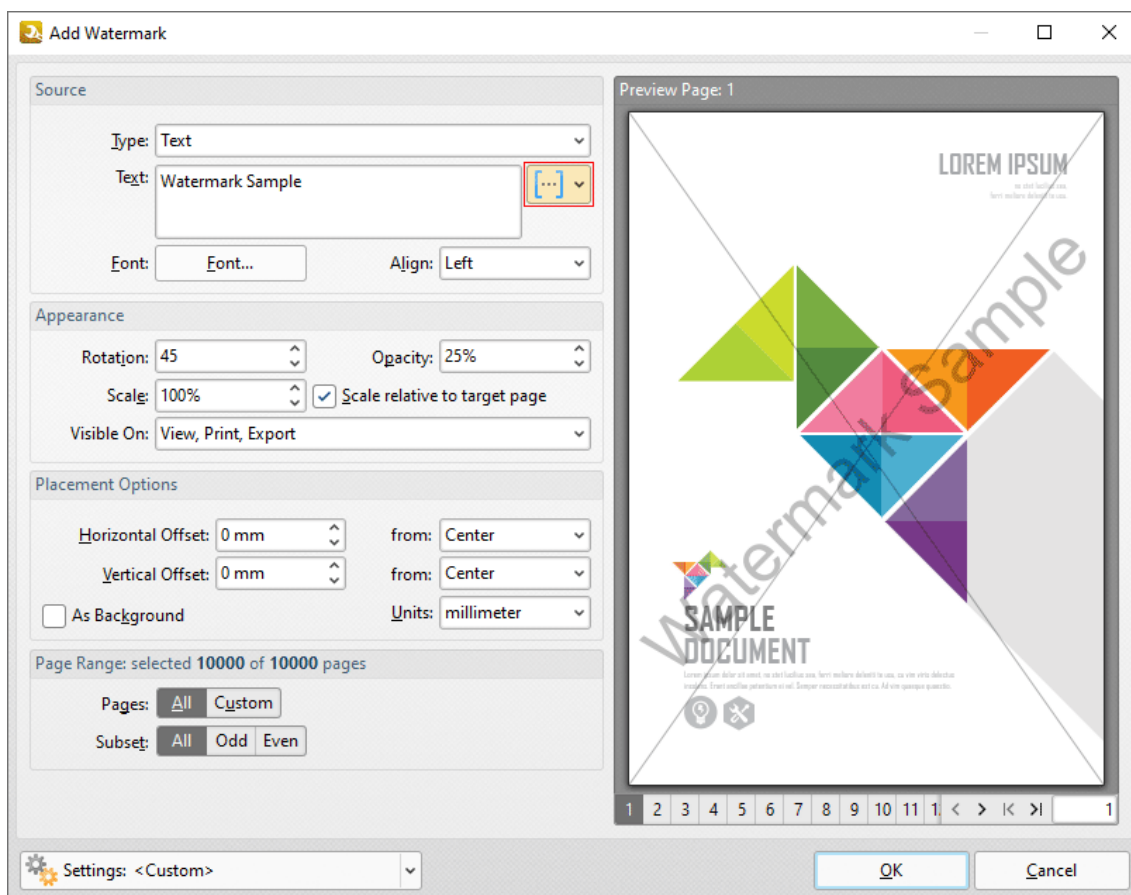 Add Watermark
Source
Type: Text
Text: Watermark Sample
[...]
Font: Font... Align: Left
Appearance
Rotation: 45 Opacity: 25%
Scale: 100% Scale relative to target page
Visible On: View, Print, Export
Placement Options
Horizontal Offset: 0 mm from: Center
Vertical Offset: 0 mm from: Center
As Background Units: millimeter
Page Range: selected 10000 of 10000 pages
Pages: All Custom
Subset: All Odd Even
Preview Page: 1
LOREM IPSUM
Watermark Sample
SAMPLE
DOCUMENT
1 2 3 4 5 6 7 8 9 10 11 1
Settings: <Custom>
OK Cancel